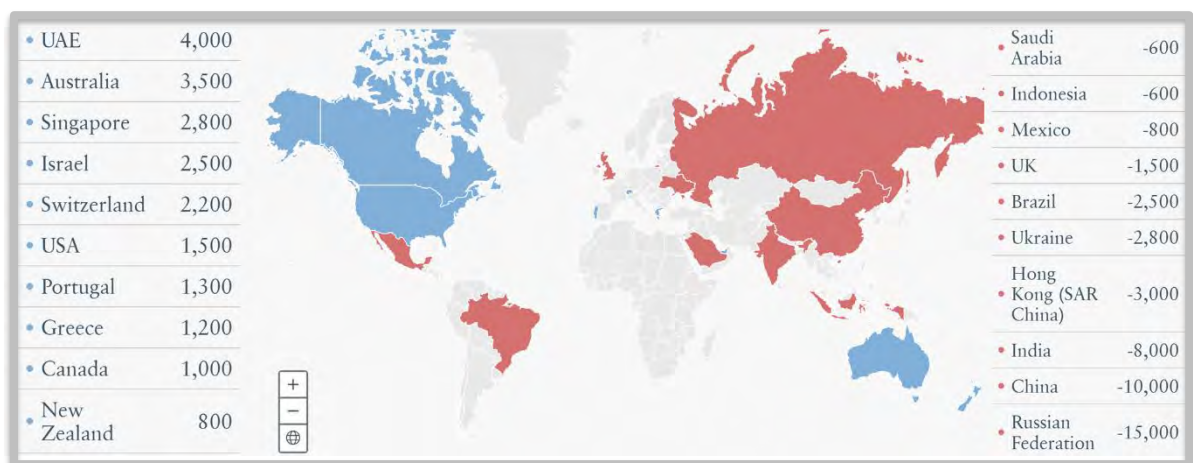 UAE 4,000
Australia 3,500
Singapore 2,800
Israel 2,500
Switzerland 2,200
USA 1,500
Portugal 1,300
Greece 1,200
Canada 1,000
New
Zealand 800
+
−
Saudi
Arabia -600
Indonesia -600
Mexico -800
UK -1,500
Brazil -2,500
Ukraine -2,800
Hong
Kong (SAR -3,000
China)
India -8,000
China -10,000
Russian
Federation -15,000